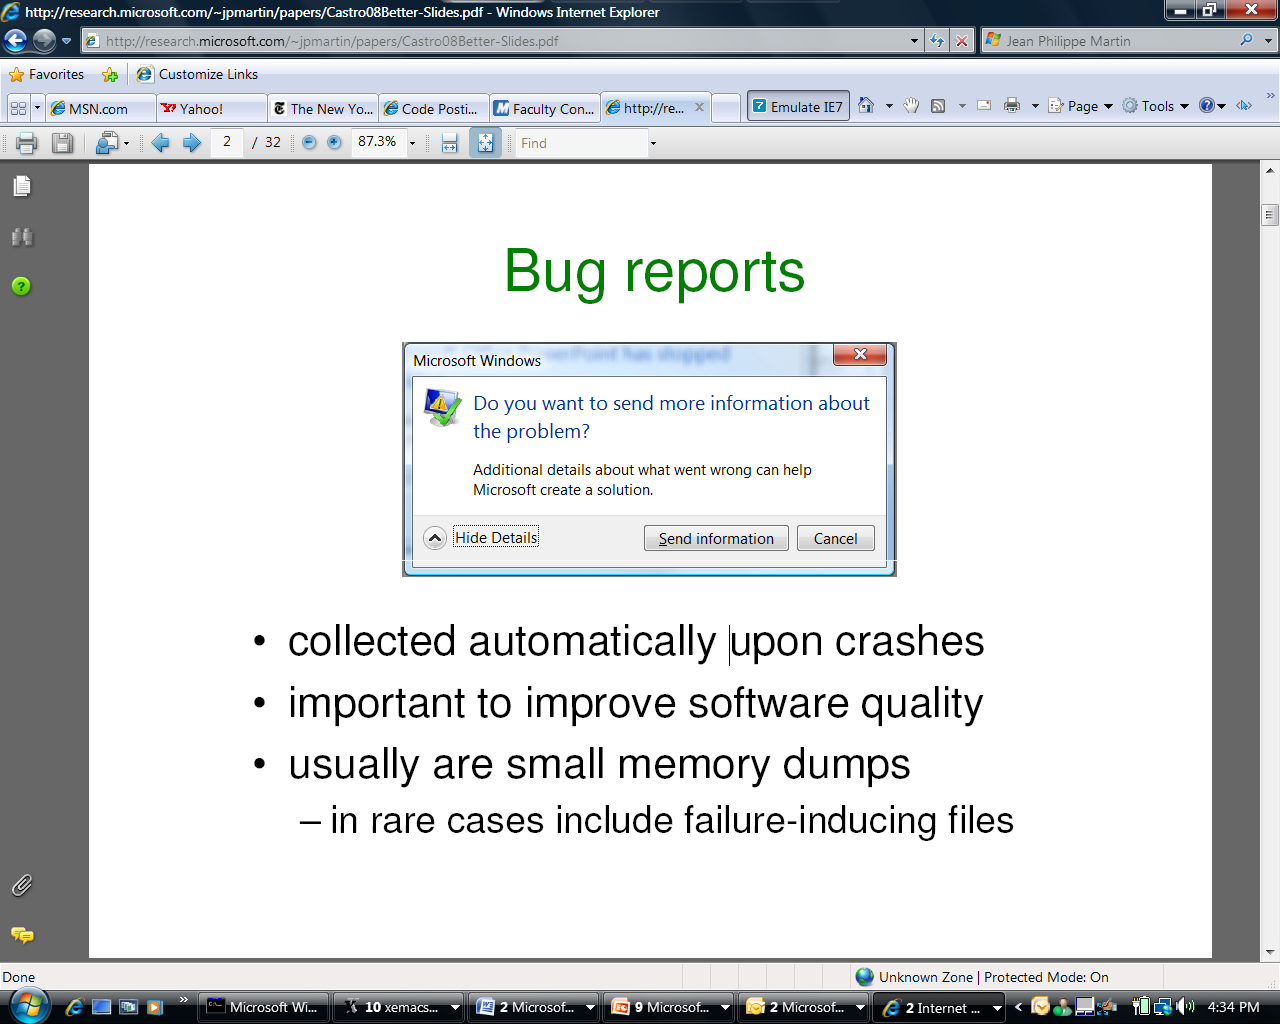 http://research.microsoft.com/~jpmartin/papers/Castro08Better-Slides.pdf - Windows Internet Explorer
http://research.microsoft.com/~jpmartin/papers/Castro08Better-Slides.pdf
Jean Philippe Martin
Favorites
Customize Links
MSN.com
Yahoo!
The New Yo...
Code Posti...
Faculty Con...
http://re...
Emulate IE7
Page
Tools
2 / 32
87.3%
Find
Bug reports
Microsoft Windows
Do you want to send more information about
the problem?
Additional details about what went wrong can help
Microsoft create a solution.
Hide Details
Send information
Cancel
• collected automatically upon crashes
• important to improve software quality
• usually are small memory dumps
– in rare cases include failure-inducing files
Done
Unknown Zone | Protected Mode: On
Microsoft Wi...
10 xemacs...
2 Microsof...
9 Microsof...
2 Microsof...
2 Internet ...
4:34 PM